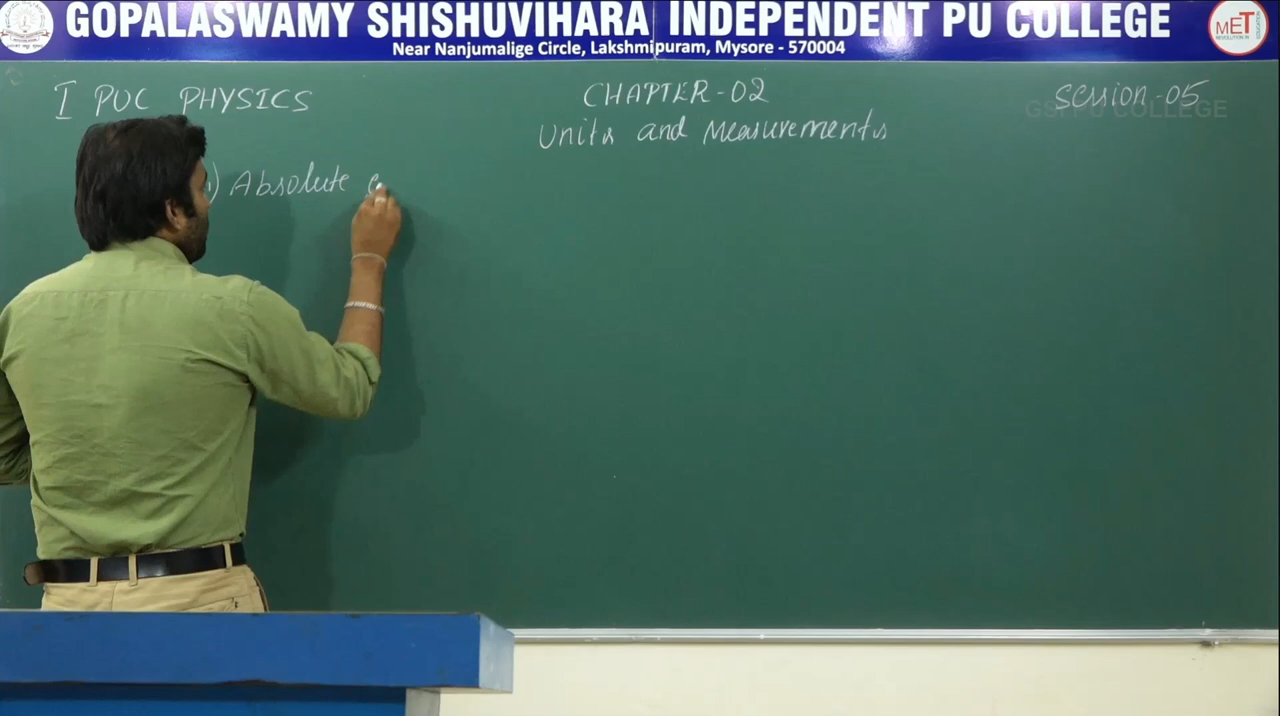 GOPALASWAMY SHISHUVIHARA INDEPENDENT PU COLLEGE
Near Nanjumalige Circle, Lakshmipuram, Mysore - 570004
MET
I PUC PHYSICS
CHAPTER-02
Session-05
GSIPU COLLEGE
Units and Measurements
) Absolute e